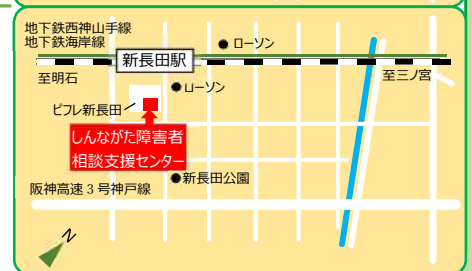 地下鉄西神山手線
地下鉄海岸線
ローソン
新長田駅
至明石
至三ノ宮
ローソン
ピフレ新長田
しんながた障害者
相談支援センター
新長田公園
阪神高速3号神戸線
N